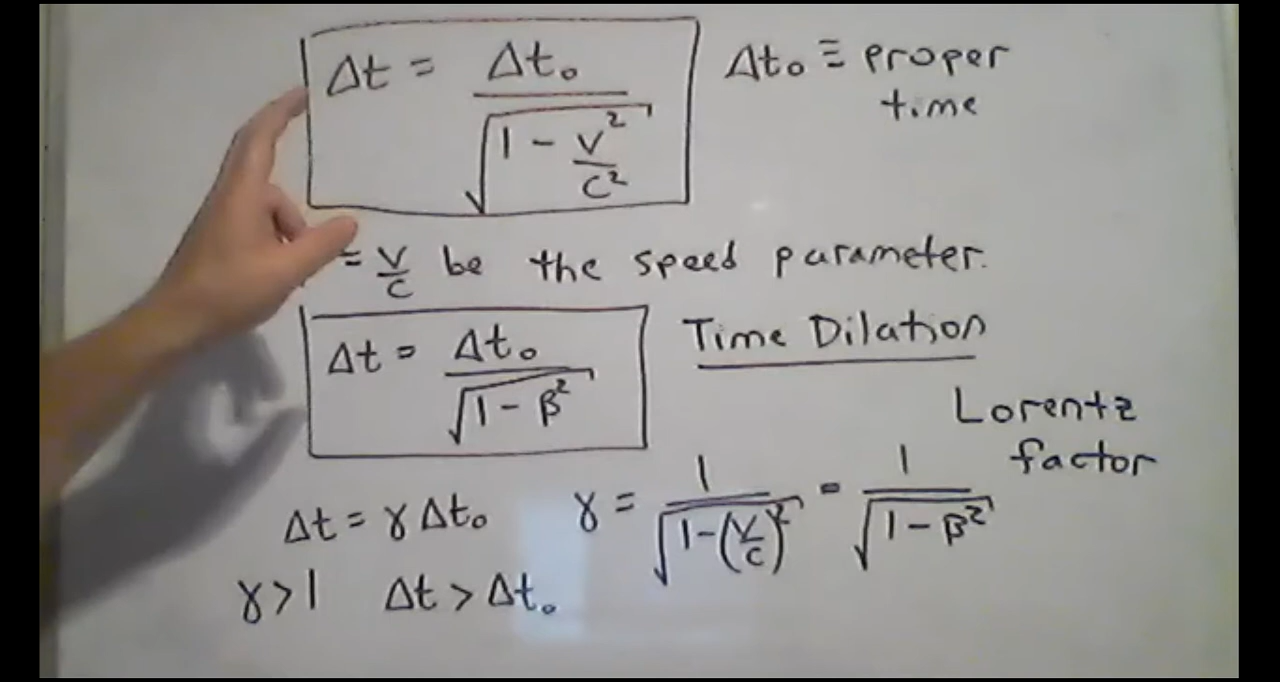 Δt = Δt₀ / √(1 - v²/c²)
Δt₀ ≡ proper time
= v/c be the speed parameter.
Δt = Δt₀ / √(1 - β²)
Time Dilation
Lorentz factor
Δt = γ Δt₀
γ = 1 / √(1 - (v/c)²) = 1 / √(1 - β²)
γ > 1
Δt > Δt₀